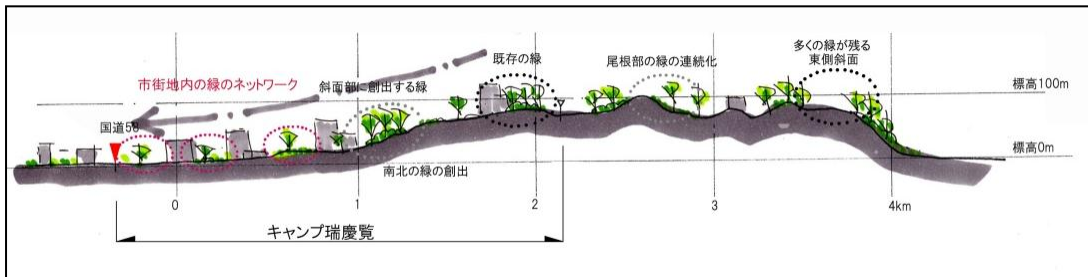 多くの緑が残る
東側斜面
既存の緑
尾根部の緑の連続化
市街地内の緑のネットワーク
斜面部に創出する緑
標高100m
国道58
標高0m
南北の緑の創出
0
1
2
3
4km
キャンプ瑞慶覧